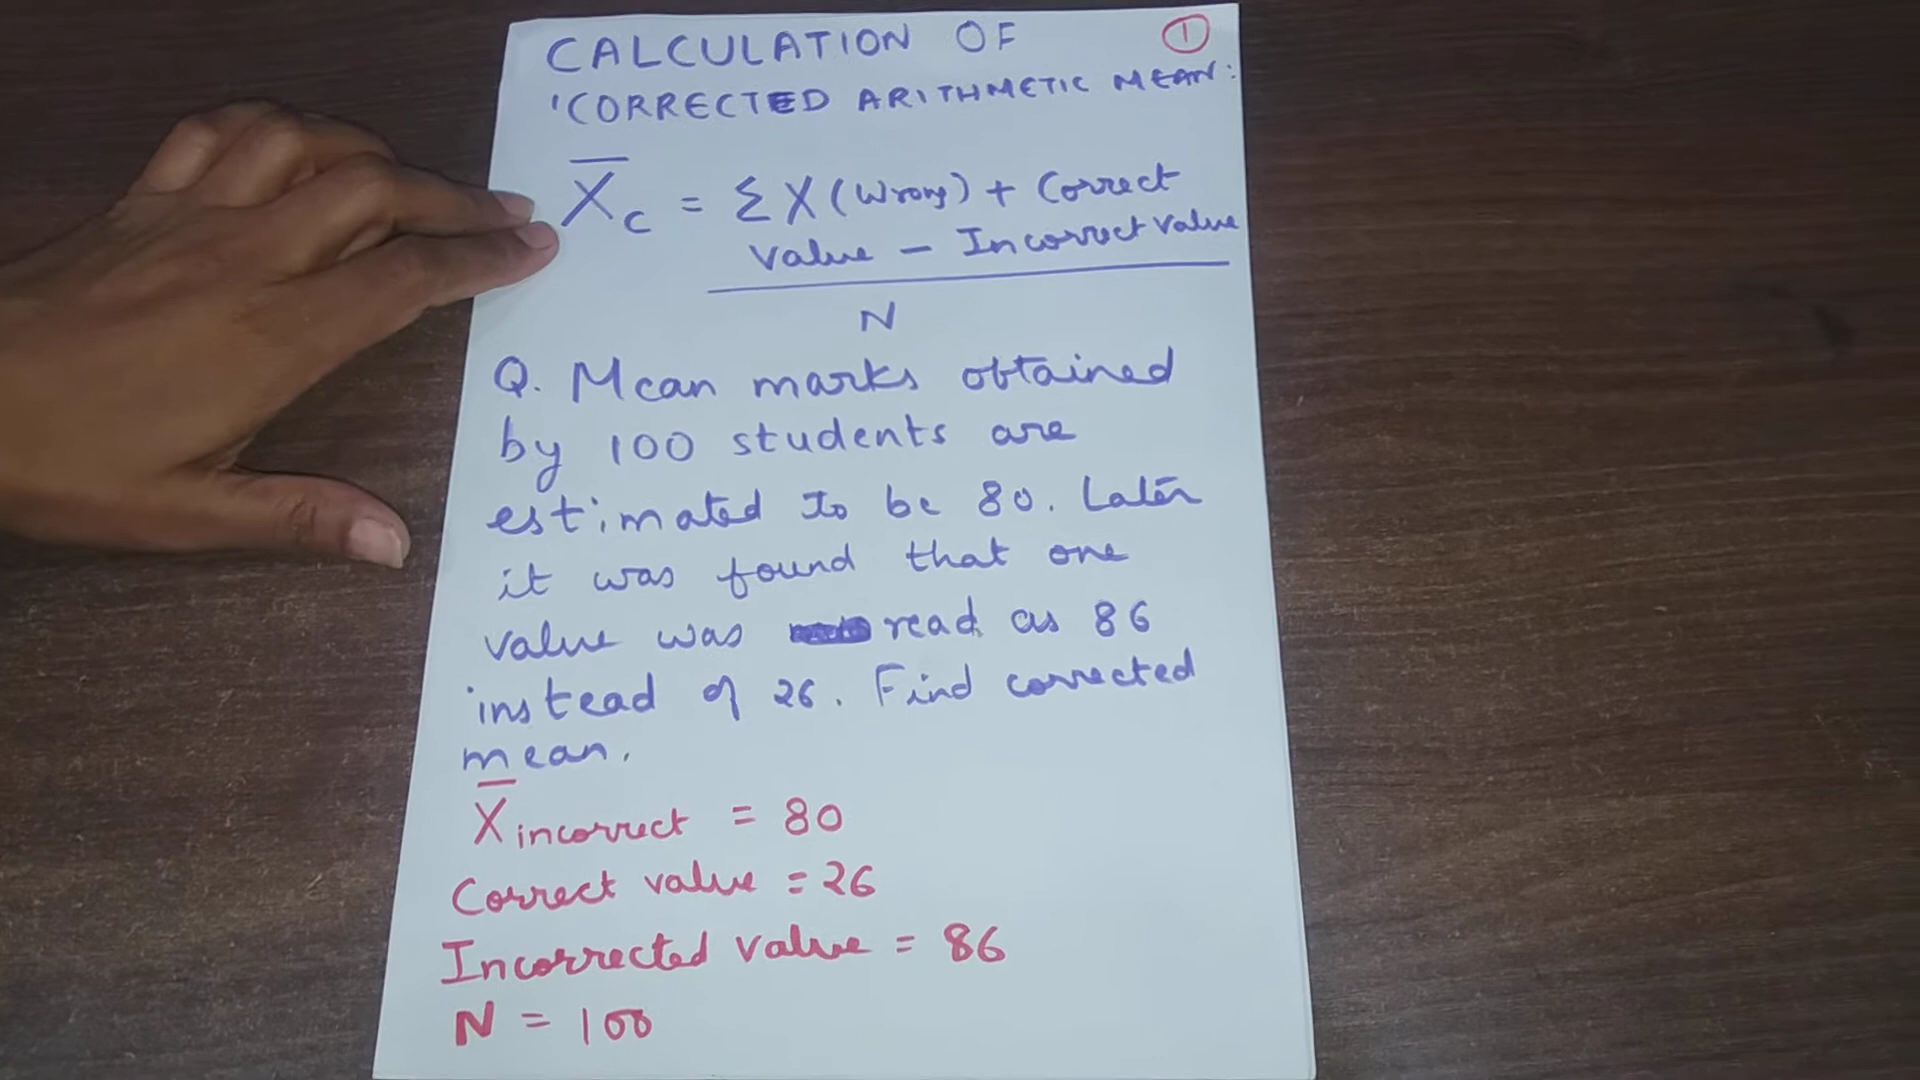 CALCULATION OF
①
'CORRECTED ARITHMETIC MEAN:
X̄c = ΣX (Wrong) + Correct
Value - Incorrect Value
N
Q. Mean marks obtained
by 100 students are
estimated to be 80. Later
it was found that one
value was read as 86
instead of 26. Find corrected
mean.
X̄ incorrect = 80
Correct value = 26
Incorrected value = 86
N = 100